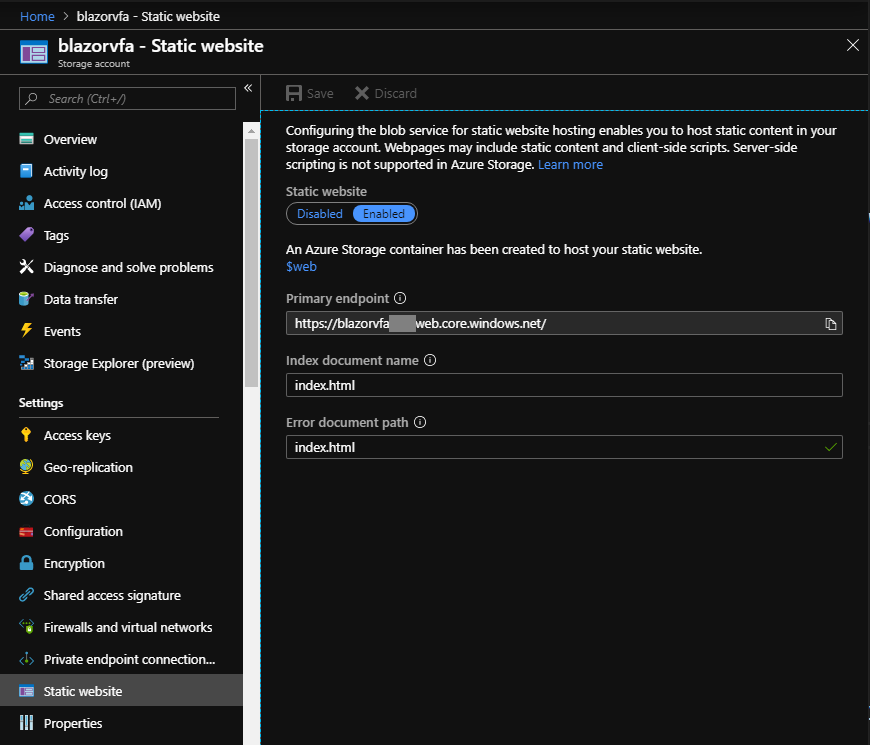 Home > blazorvfa - Static website
blazorvfa - Static website
Storage account
Search (Ctrl+/)
Overview
Activity log
Access control (IAM)
Tags
Diagnose and solve problems
Data transfer
Events
Storage Explorer (preview)
Settings
Access keys
Geo-replication
CORS
Configuration
Encryption
Shared access signature
Firewalls and virtual networks
Private endpoint connection...
Static website
Properties
Save Discard
Configuring the blob service for static website hosting enables you to host static content in your
storage account. Webpages may include static content and client-side scripts. Server-side
scripting is not supported in Azure Storage. Learn more
Static website
Disabled Enabled
An Azure Storage container has been created to host your static website.
$web
Primary endpoint
https://blazorvfa web.core.windows.net/
Index document name
index.html
Error document path
index.html